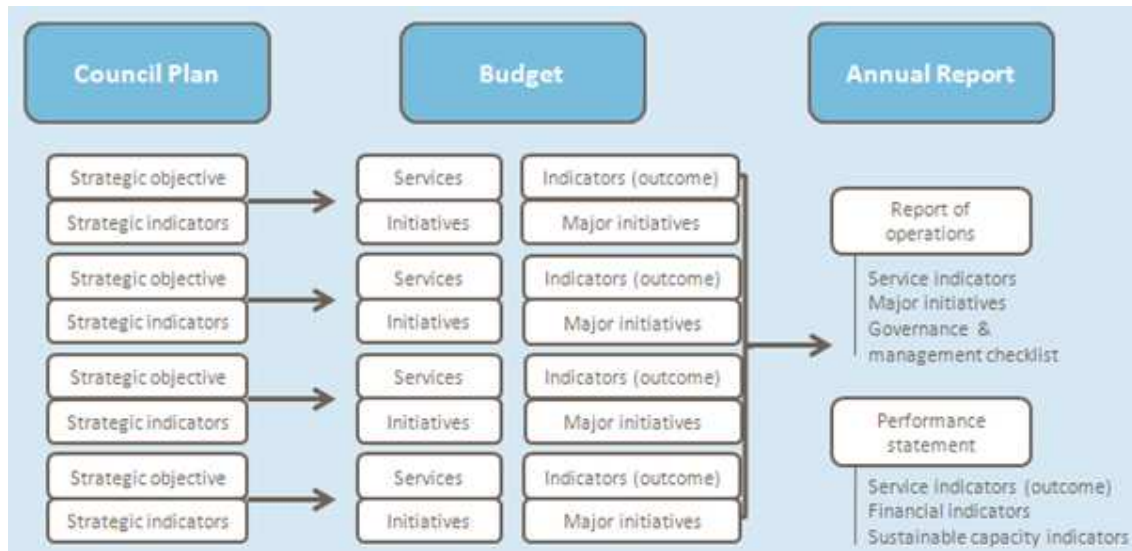 Council Plan
Budget
Annual Report
Strategic objective
Strategic indicators
Services
Initiatives
Indicators (outcome)
Major initiatives
Strategic objective
Strategic indicators
Services
Initiatives
Indicators (outcome)
Major initiatives
Strategic objective
Strategic indicators
Services
Initiatives
Indicators (outcome)
Major initiatives
Strategic objective
Strategic indicators
Services
Initiatives
Indicators (outcome)
Major initiatives
Report of
operations
Service indicators
Major initiatives
Governance &
management checklist
Performance
statement
Service indicators (outcome)
Financial indicators
Sustainable capacity indicators